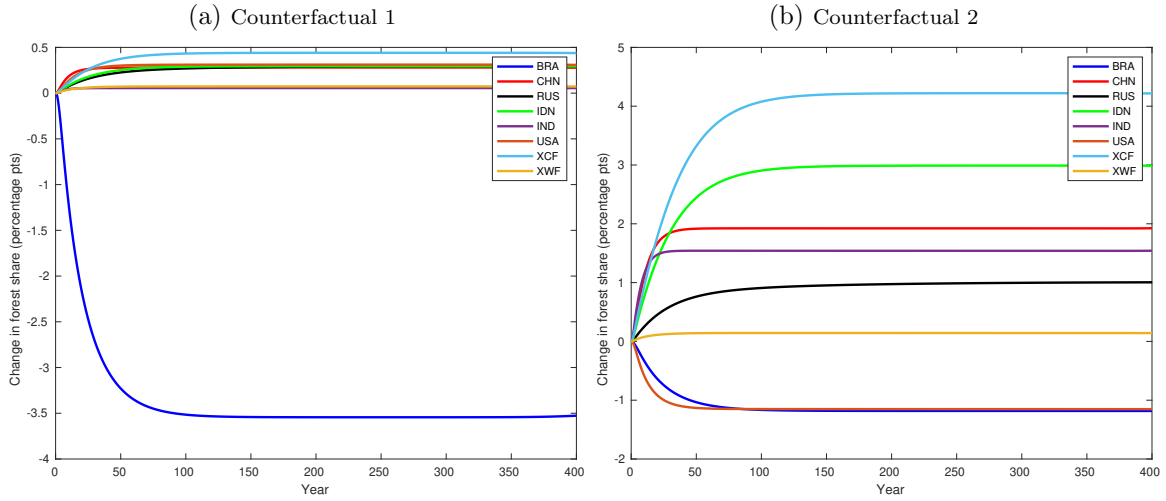 (a) Counterfactual 1
0.5
0
-0.5
-1
-1.5
-2
-2.5
-3
-3.5
-4
Change in forest share (percentage pts)
0 50 100 150 200 250 300 350 400
Year
BRA
CHN
RUS
IDN
IND
USA
XCF
XWF
(b) Counterfactual 2
5
4
3
2
1
0
-1
-2
Change in forest share (percentage pts)
0 50 100 150 200 250 300 350 400
Year
BRA
CHN
RUS
IDN
IND
USA
XCF
XWF